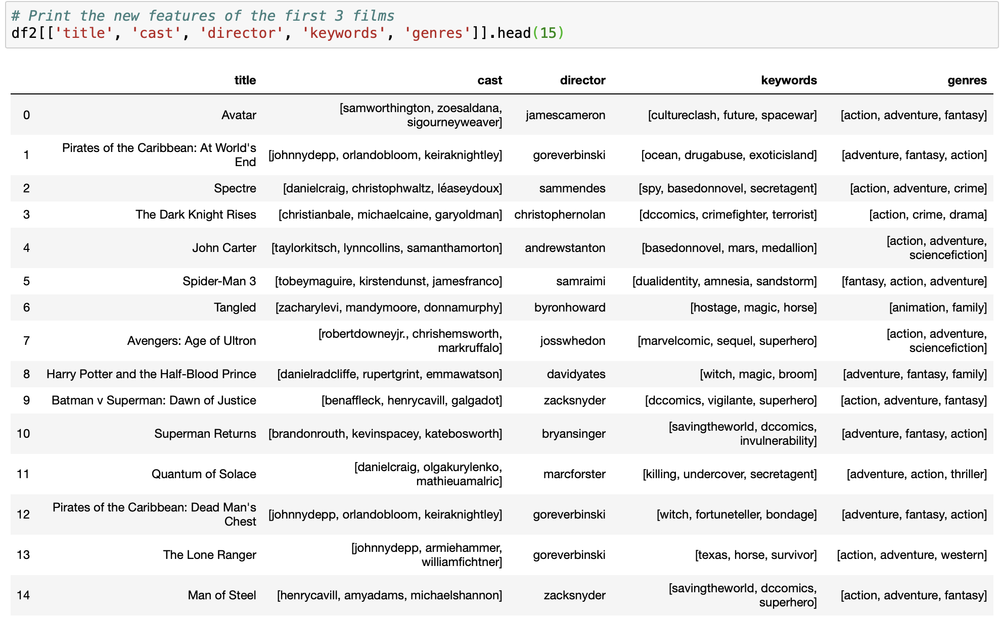 # Print the new features of the first 3 films
df2[['title', 'cast', 'director', 'keywords', 'genres']].head(15)
title cast director keywords genres
0 Avatar [samworthington, zoesaldana, sigourneyweaver] jamescameron [cultureclash, future, spacewar] [action, adventure, fantasy]
1 Pirates of the Caribbean: At World's End [johnnydepp, orlandobloom, keiraknightley] goreverbinski [ocean, drugabuse, exoticisland] [adventure, fantasy, action]
2 Spectre [danielcraig, christophwaltz, léaseydoux] sammendes [spy, basedonnovel, secretagent] [action, adventure, crime]
3 The Dark Knight Rises [christianbale, michaelcaine, garyoldman] christophernolan [dccomics, crimefighter, terrorist] [action, crime, drama]
4 John Carter [taylorkitsch, lynncollins, samanthamorton] andrewstanton [basedonnovel, mars, medallion] [action, adventure, sciencefiction]
5 Spider-Man 3 [tobeymaguire, kirstendunst, jamesfranco] samraimi [dualidentity, amnesia, sandstorm] [fantasy, action, adventure]
6 Tangled [zacharylevi, mandymoore, donnamurphy] byronhoward [hostage, magic, horse] [animation, family]
7 Avengers: Age of Ultron [robertdowneyjr., chrishemsworth, markruffalo] josswhedon [marvelcomic, sequel, superhero] [action, adventure, sciencefiction]
8 Harry Potter and the Half-Blood Prince [danielradcliffe, rupertgrint, emmawatson] davidyates [witch, magic, broom] [adventure, fantasy, family]
9 Batman v Superman: Dawn of Justice [benaffleck, henrycavill, galgadot] zacksnyder [dccomics, vigilante, superhero] [action, adventure, fantasy]
10 Superman Returns [brandonrouth, kevinspacey, katebosworth] bryansinger [savingtheworld, dccomics, invulnerability] [adventure, fantasy, action]
11 Quantum of Solace [danielcraig, olgakurylenko, mathieuamalric] marcforster [killing, undercover, secretagent] [adventure, action, thriller]
12 Pirates of the Caribbean: Dead Man's Chest [johnnydepp, orlandobloom, keiraknightley] goreverbinski [witch, fortuneteller, bondage] [adventure, fantasy, action]
13 The Lone Ranger [johnnydepp, armiehammer, williamfichtner] goreverbinski [texas, horse, survivor] [action, adventure, western]
14 Man of Steel [henrycavill, amyadams, michaelshannon] zacksnyder [savingtheworld, dccomics, superhero] [action, adventure, fantasy]